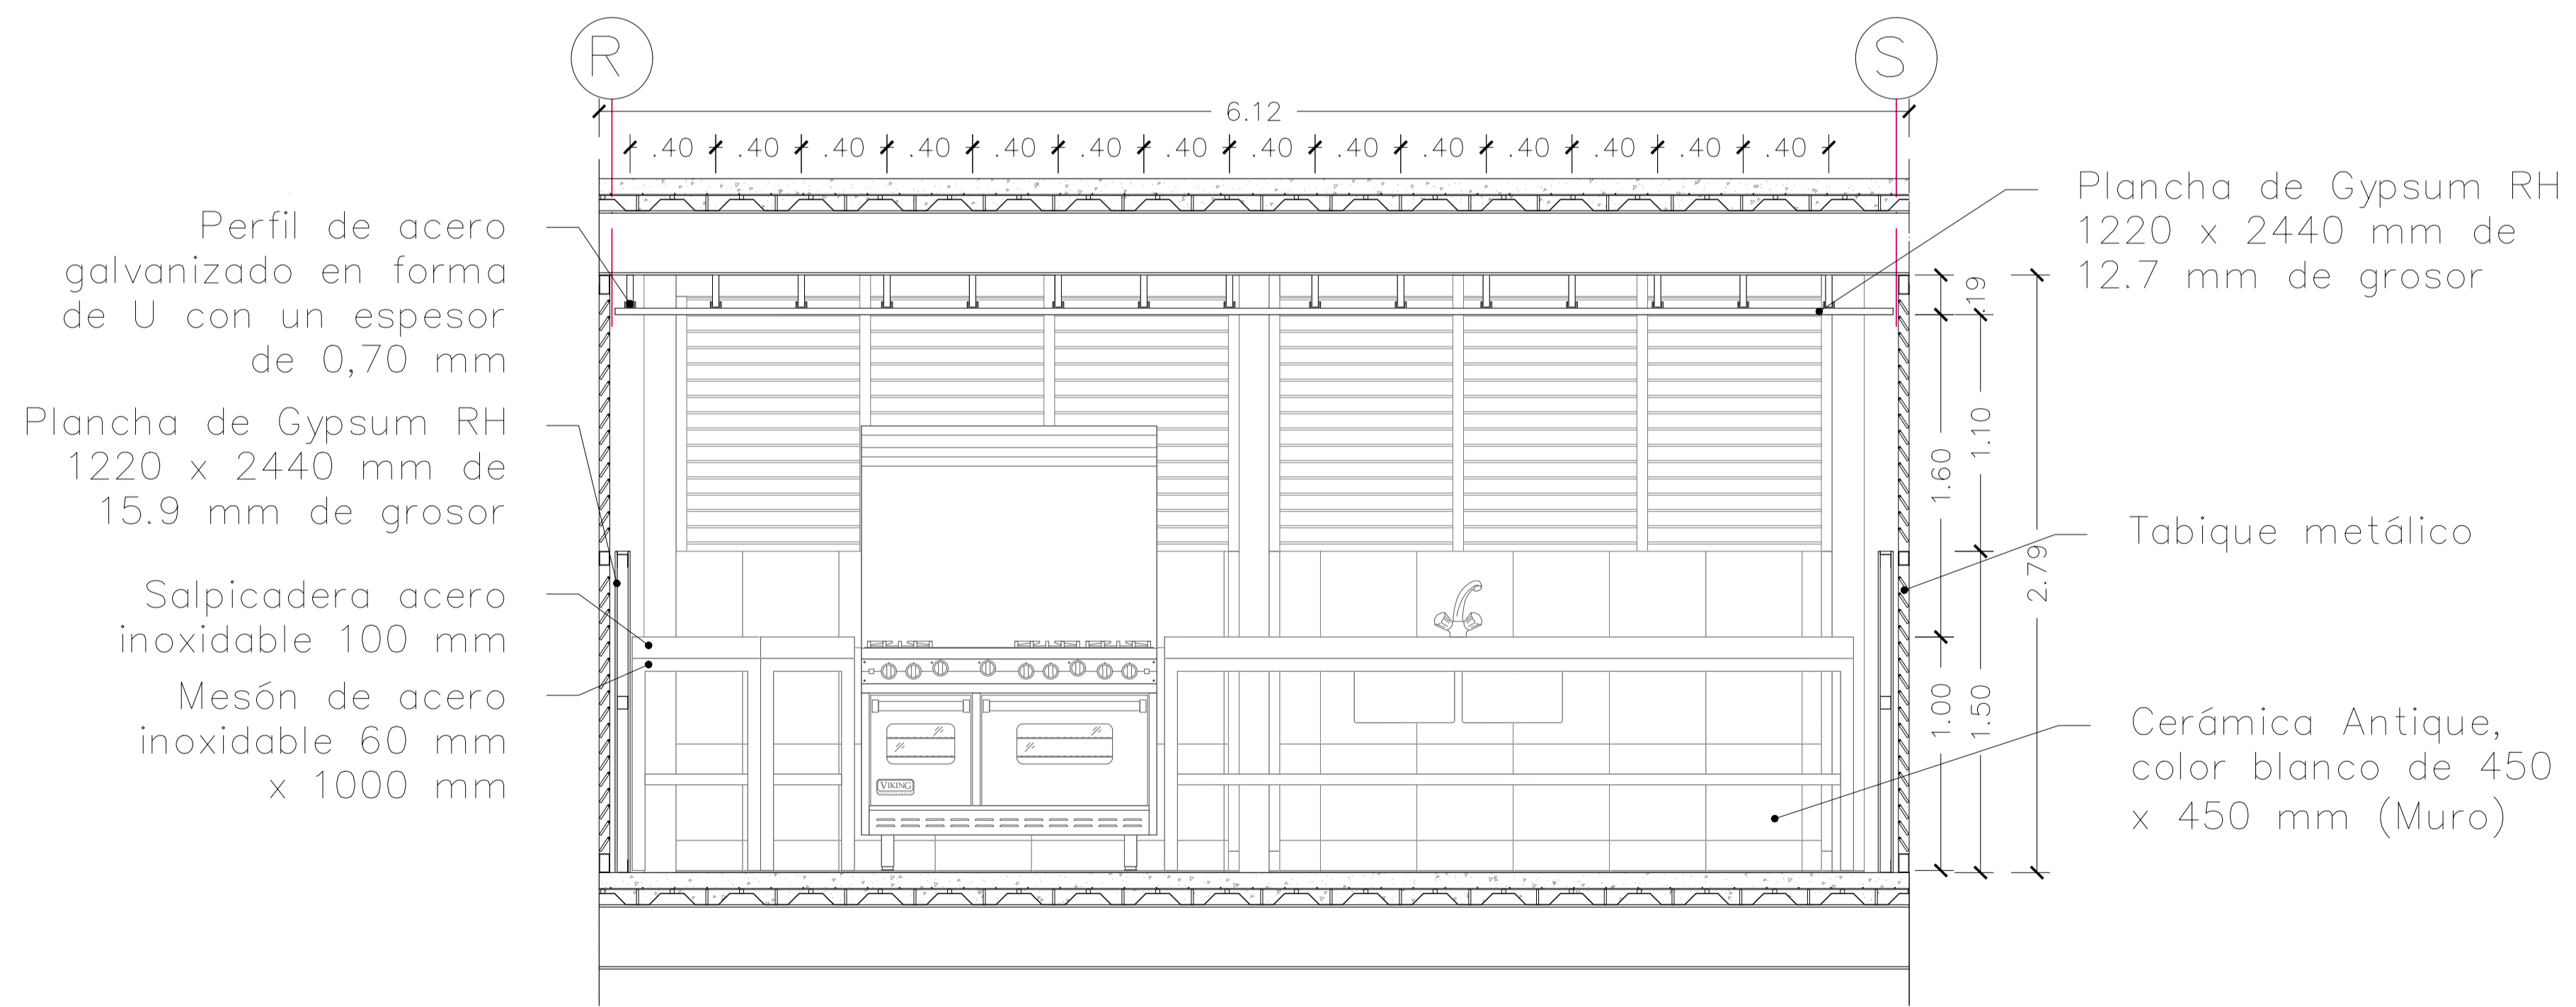 R
S
6.12
.40 .40 .40 .40 .40 .40 .40 .40 .40 .40 .40 .40 .40 .40
Perfil de acero
galvanizado en forma
de U con un espesor
de 0,70 mm
Plancha de Gypsum RH
1220 x 2440 mm de
15.9 mm de grosor
Salpicadera acero
inoxidable 100 mm
Mesón de acero
inoxidable 60 mm
x 1000 mm
VIKING
Plancha de Gypsum RH
1220 x 2440 mm de
12.7 mm de grosor
.19
1.10
1.60
2.79
1.00
1.50
Tabique metálico
Cerámica Antique,
color blanco de 450
x 450 mm (Muro)